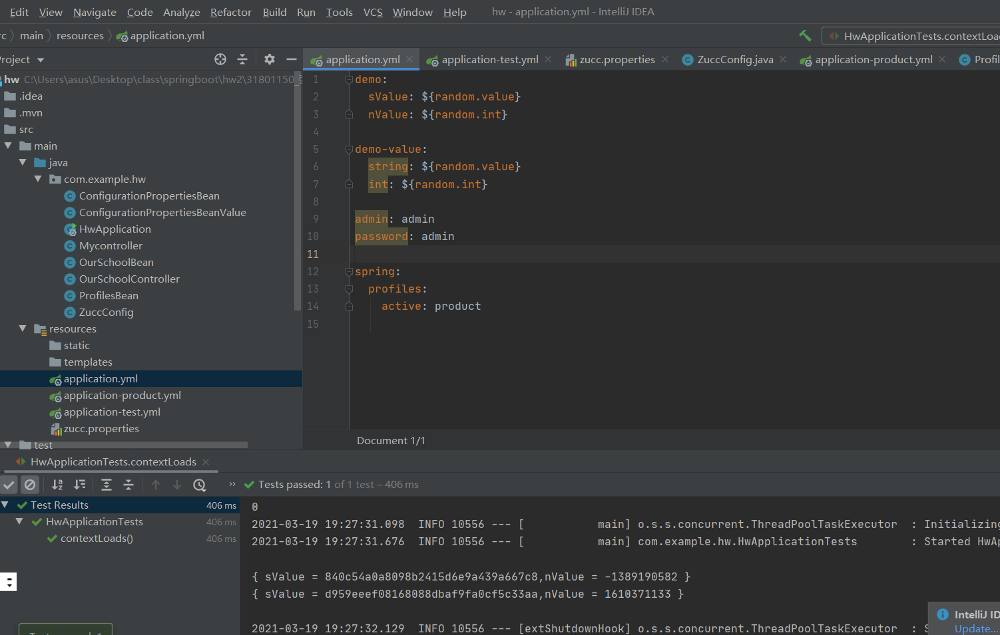 Edit View Navigate Code Analyze Refactor Build Run Tools VCS Window Help hw - application.yml - IntelliJ IDEA
rc main resources application.yml HwApplicationTests.contextLoa
roject application.yml application-test.yml zucc.properties ZuccConfig.java application-product.yml Profil
hw C:\Users\asus\Desktop\class\springboot\hw2\31801150_5
.idea
.mvn
src
main
java
com.example.hw
ConfigurationPropertiesBean
ConfigurationPropertiesBeanValue
HwApplication
Mycontroller
OurSchoolBean
OurSchoolController
ProfilesBean
ZuccConfig
resources
static
templates
application.yml
application-product.yml
application-test.yml
zucc.properties
test
1 demo:
2 sValue: ${random.value}
3 nValue: ${random.int}
4
5 demo-value:
6 string: ${random.value}
7 int: ${random.int}
8
9 admin: admin
10 password: admin
11
12 spring:
13 profiles:
14 active: product
15
Document 1/1
HwApplicationTests.contextLoads
Tests passed: 1 of 1 test – 406 ms
Test Results 406 ms
HwApplicationTests 406 ms
contextLoads() 406 ms
0
2021-03-19 19:27:31.098 INFO 10556 --- [ main] o.s.s.concurrent.ThreadPoolTaskExecutor : Initializing
2021-03-19 19:27:31.676 INFO 10556 --- [ main] com.example.hw.HwApplicationTests : Started HwAp
{ sValue = 840c54a0a8098b2415d6e9a439a667c8,nValue = -1389190582 }
{ sValue = d959eeef08168088dbaf9fa0cf5c33aa,nValue = 1610371133 }
2021-03-19 19:27:32.129 INFO 10556 --- [extShutdownHook] o.s.s.concurrent.ThreadPoolTaskExecutor : S
IntelliJ ID
Update...